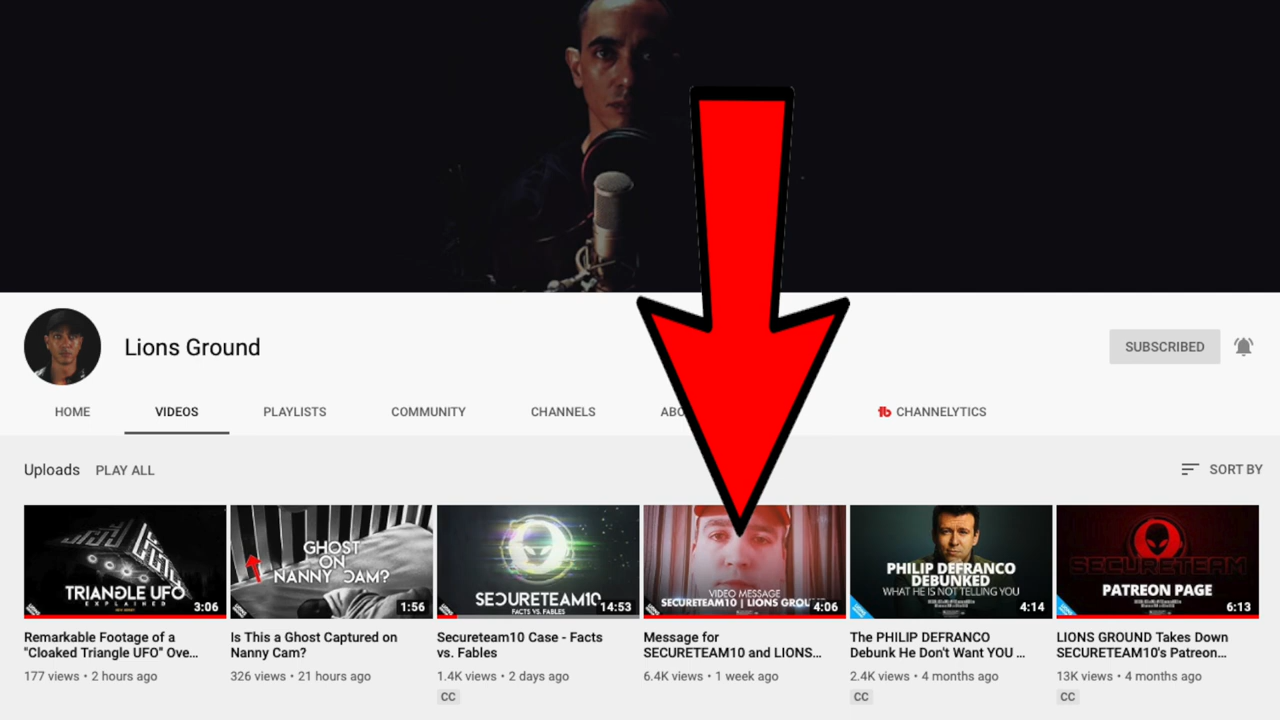 Lions Ground
SUBSCRIBED
HOME VIDEOS PLAYLISTS COMMUNITY CHANNELS ABO CHANNELYTICS
Uploads PLAY ALL SORT BY
TRIANGLE UFO
EXPLAINED
3:06
GHOST
ON
NANNY CAM?
1:56
SECURETEAM10
FACTS VS. FABLES
14:53
VIDEO MESSAGE
SECURETEAM10 | LIONS GROU
4:06
PHILIP DEFRANCO
DEBUNKED
WHAT HE IS NOT TELLING YOU
4:14
SECURETEAM
PATREON PAGE
6:13
Remarkable Footage of a
"Cloaked Triangle UFO" Ove...
177 views • 2 hours ago
Is This a Ghost Captured on
Nanny Cam?
326 views • 21 hours ago
Secureteam10 Case - Facts
vs. Fables
1.4K views • 2 days ago
CC
Message for
SECURETEAM10 and LIONS...
6.4K views • 1 week ago
The PHILIP DEFRANCO
Debunk He Don't Want YOU ...
2.4K views • 4 months ago
CC
LIONS GROUND Takes Down
SECURETEAM10's Patreon...
13K views • 4 months ago
CC